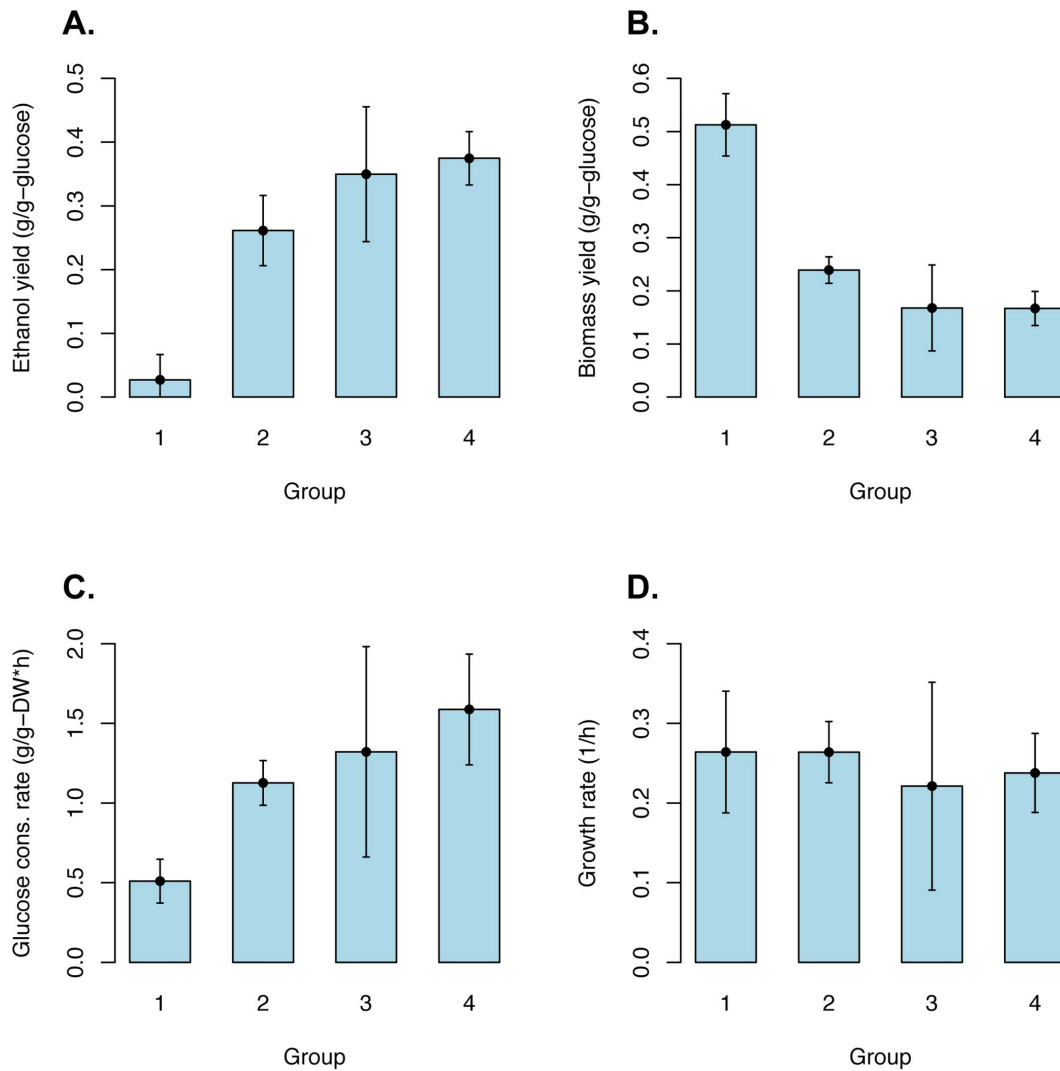 A.
Ethanol yield (g/g−glucose)
0.5
0.4
0.3
0.2
0.1
0.0
1 2 3 4
Group
B.
Biomass yield (g/g−glucose)
0.6
0.5
0.4
0.3
0.2
0.1
0.0
1 2 3 4
Group
C.
Glucose cons. rate (g/g−DW*h)
2.0
1.5
1.0
0.5
0.0
1 2 3 4
Group
D.
Growth rate (1/h)
0.4
0.3
0.2
0.1
0.0
1 2 3 4
Group